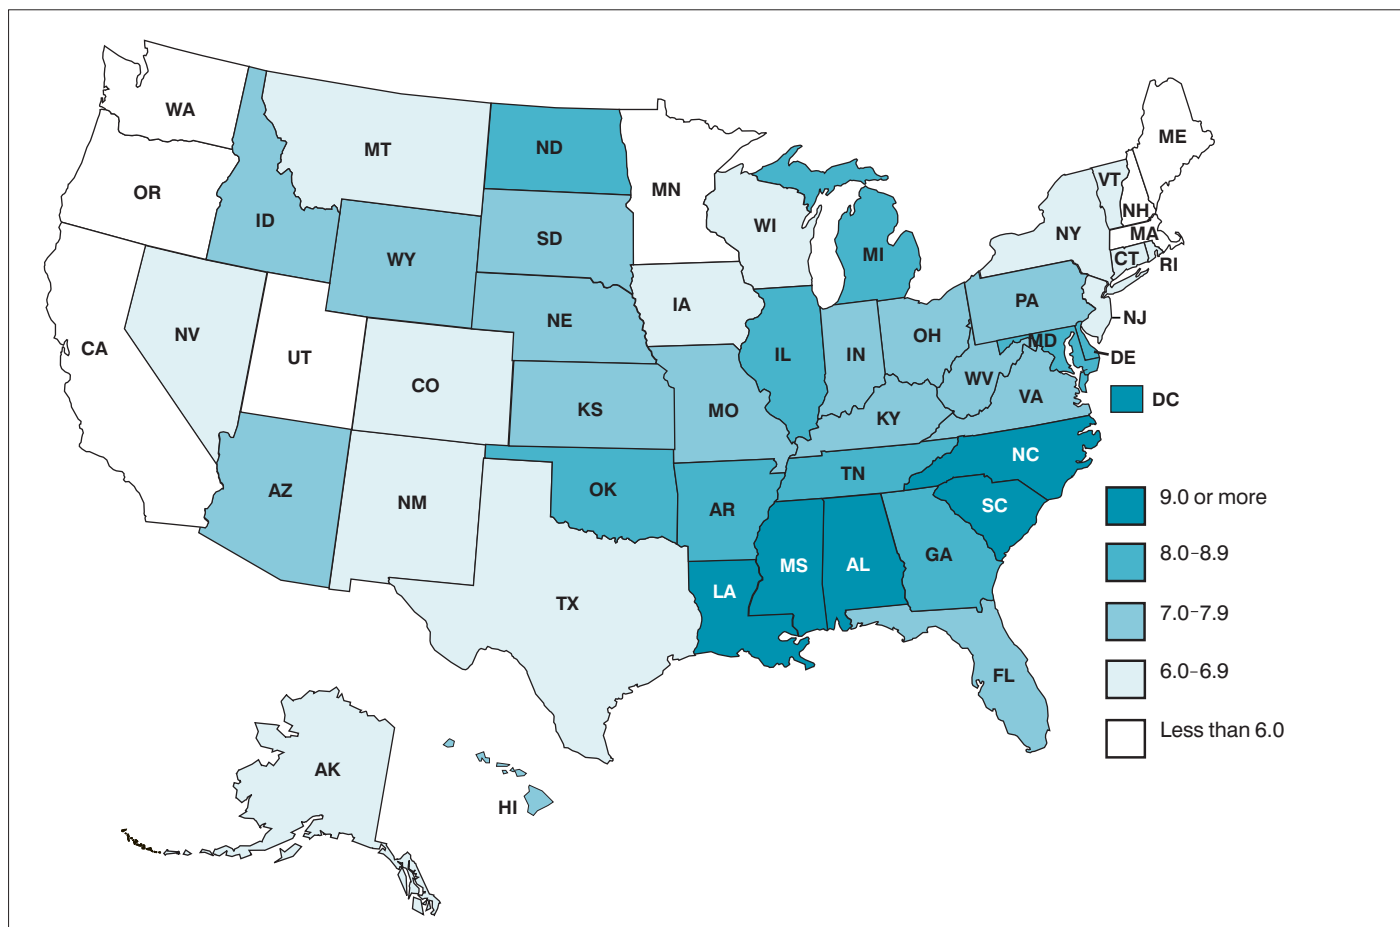 WA
MT
ND
ME
OR
MN
VT
ID
NH
WI
NY
MA
SD
WY
MI
CT
RI
IA
PA
NE
NJ
NV
OH
CA
UT
IL
IN
MD
DE
CO
WV
VA
DC
KS
MO
KY
NC
TN
AZ
OK
NM
AR
SC
9.0 or more
GA
8.0–8.9
MS
AL
LA
TX
7.0–7.9
FL
6.0–6.9
Less than 6.0
AK
HI